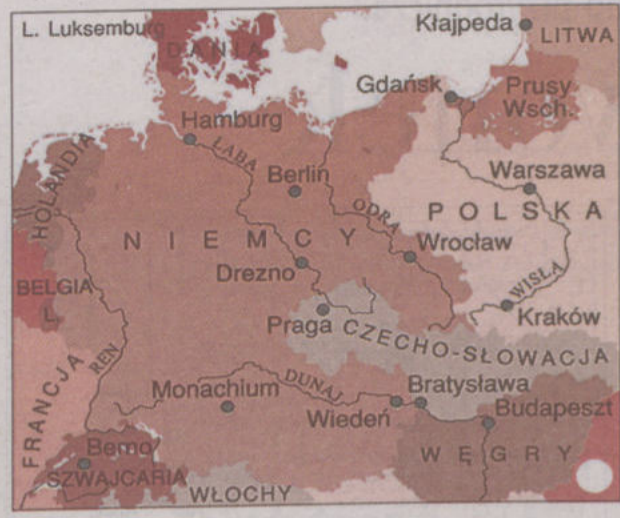 L. Luksemburg
DANIA
Kłajpeda
LITWA
Gdańsk
Prusy
Wsch.
Hamburg
ŁABA
HOLANDIA
Berlin
Warszawa
ODRA
POLSKA
NIEMCY
Wrocław
Drezno
WISŁA
BELGIA
L.
Praga
Kraków
CZECHO-SŁOWACJA
REN
FRANCJA
Monachium
DUNAJ
Bratysława
Wiedeń
Budapeszt
WĘGRY
Berno
SZWAJCARIA
WŁOCHY